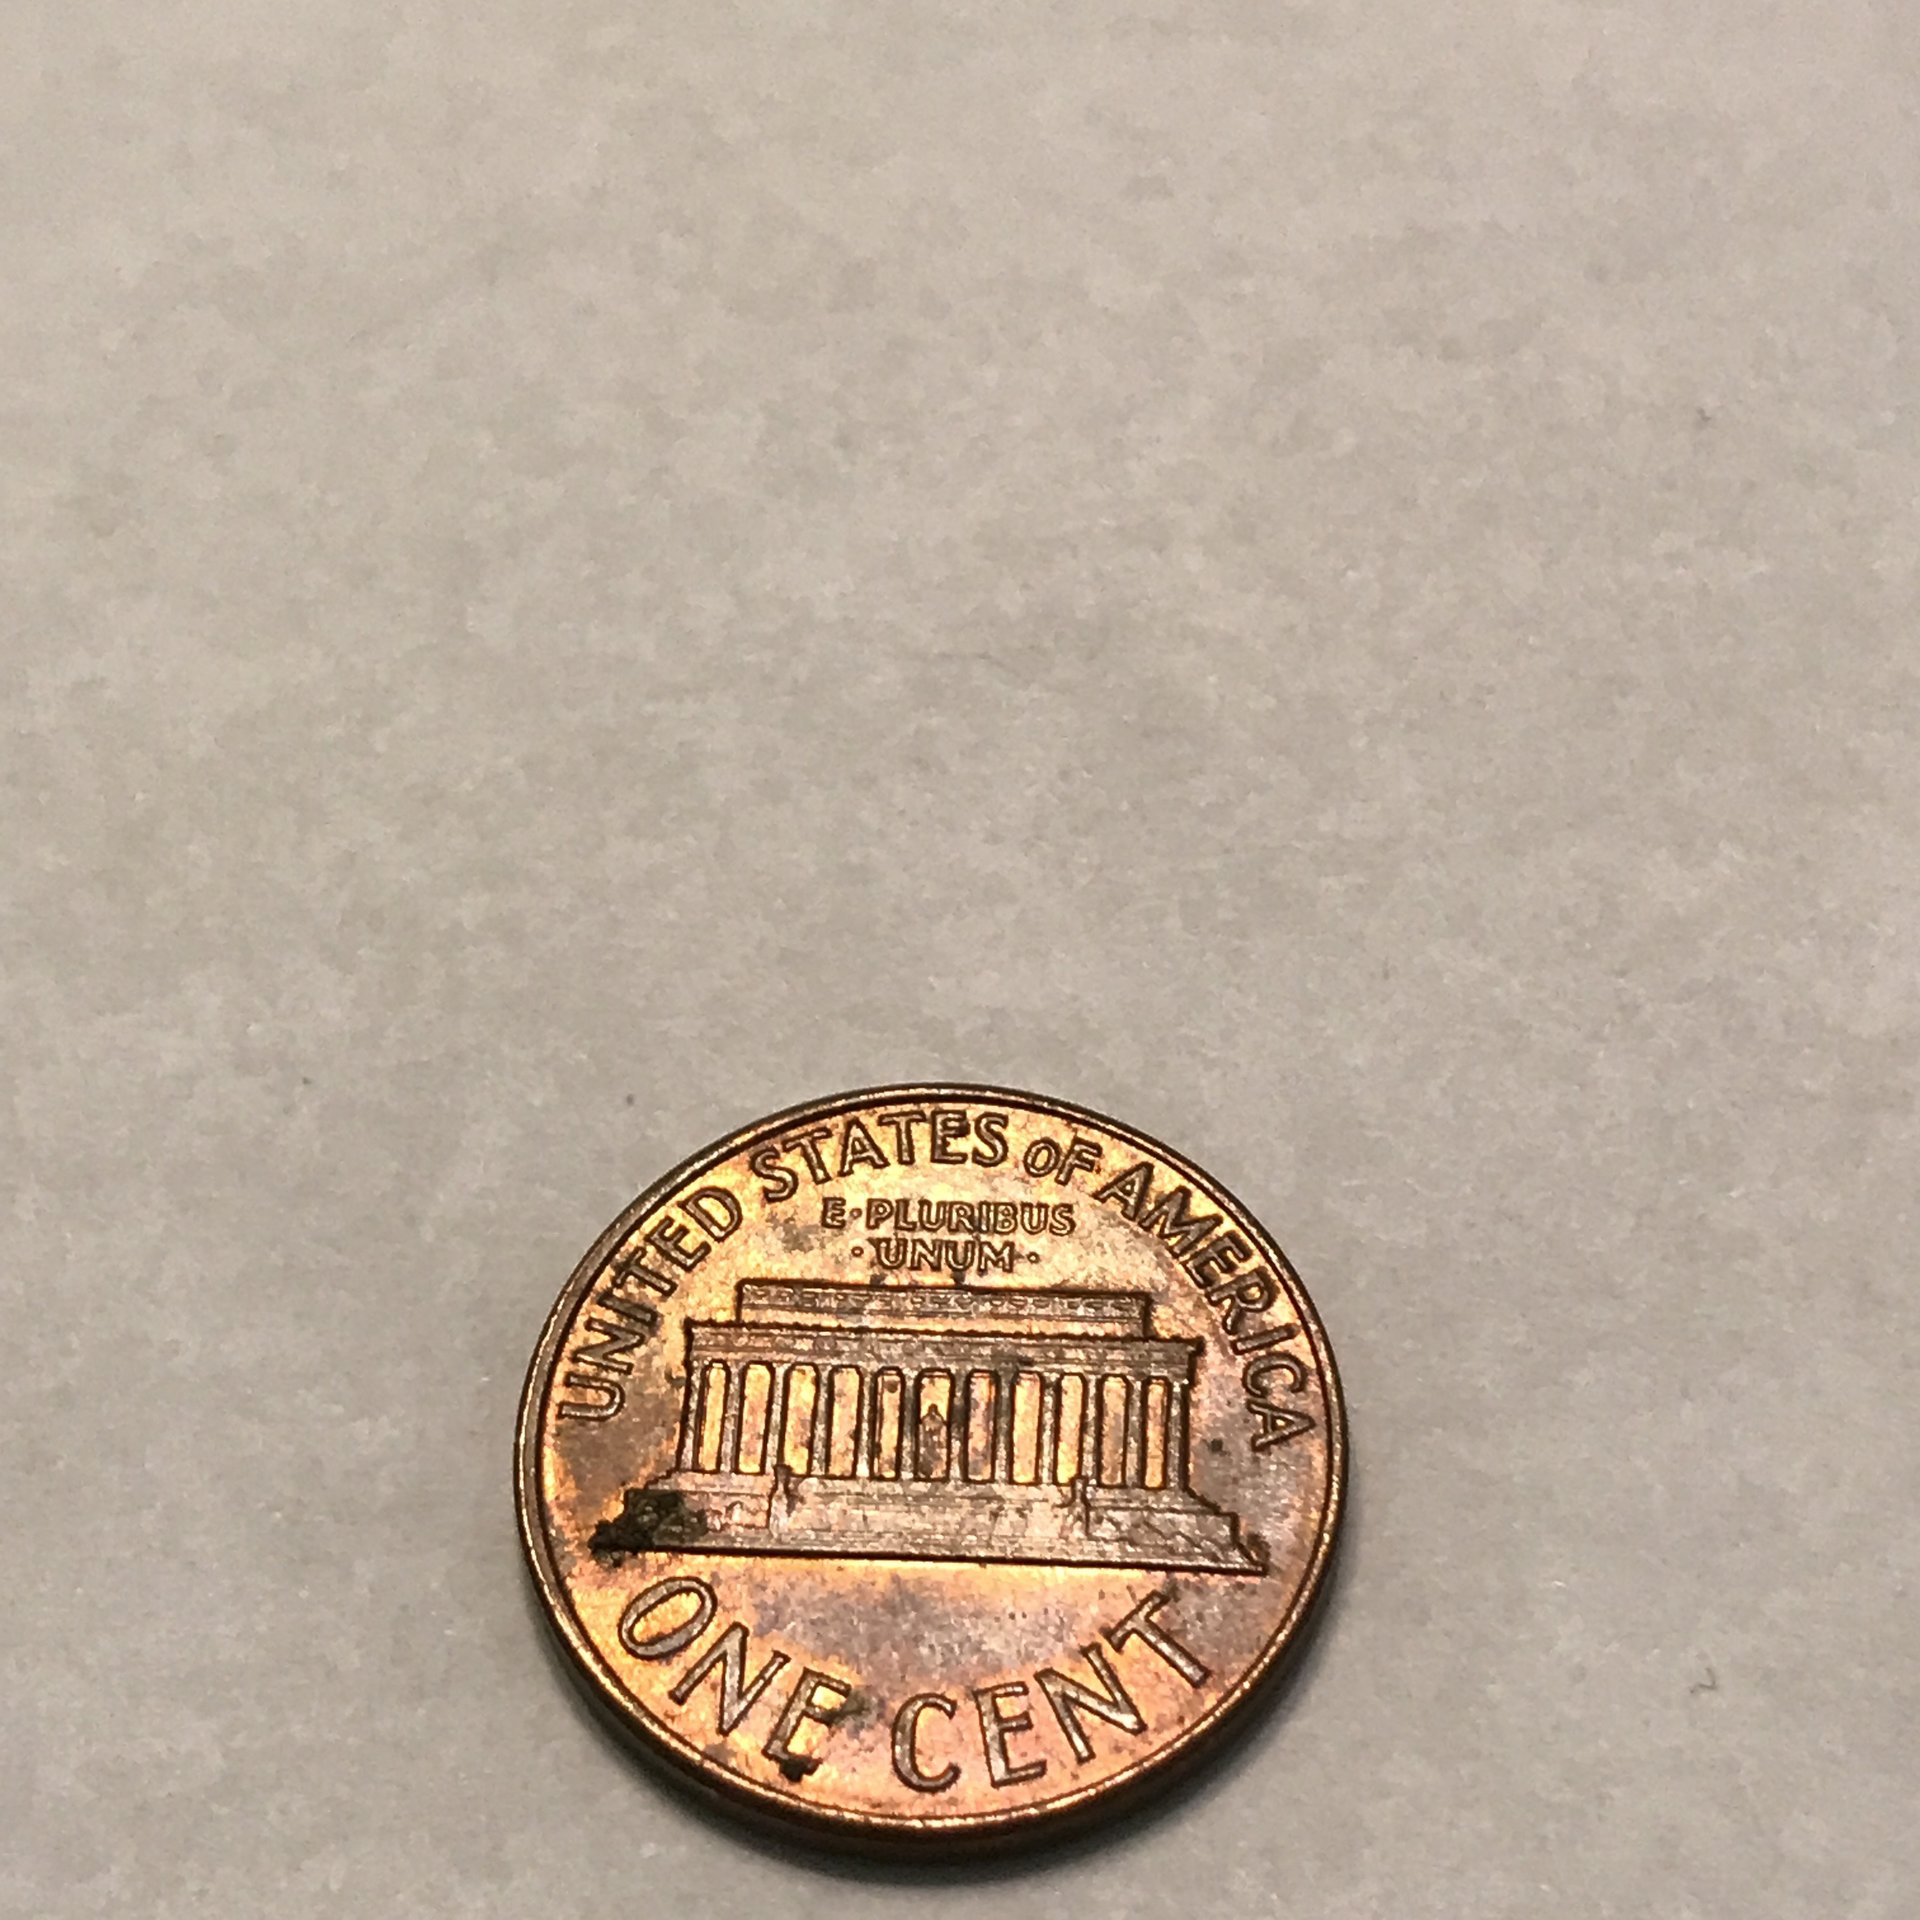 UNITED STATES OF AMERICA
E·PLURIBUS
·UNUM·
ONE CENT